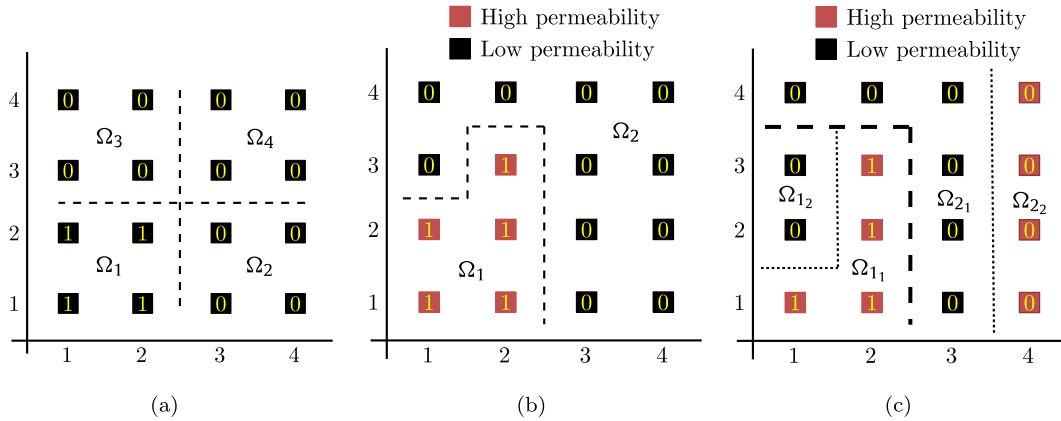 High permeability
Low permeability
High permeability
Low permeability
4 0 0 0 0
Ω3 Ω4
3 0 0 0 0
2 1 1 0 0
Ω1 Ω2
1 1 1 0 0
1 2 3 4
(a)
4 0 0 0 0
Ω2
3 0 1 0 0
2 1 1 0 0
Ω1
1 1 1 0 0
1 2 3 4
(b)
4 0 0 0 0
3 0 1 0 0
Ω1₂ Ω2₁ Ω2₂
2 0 1 0 0
Ω1₁
1 1 1 0 0
1 2 3 4
(c)